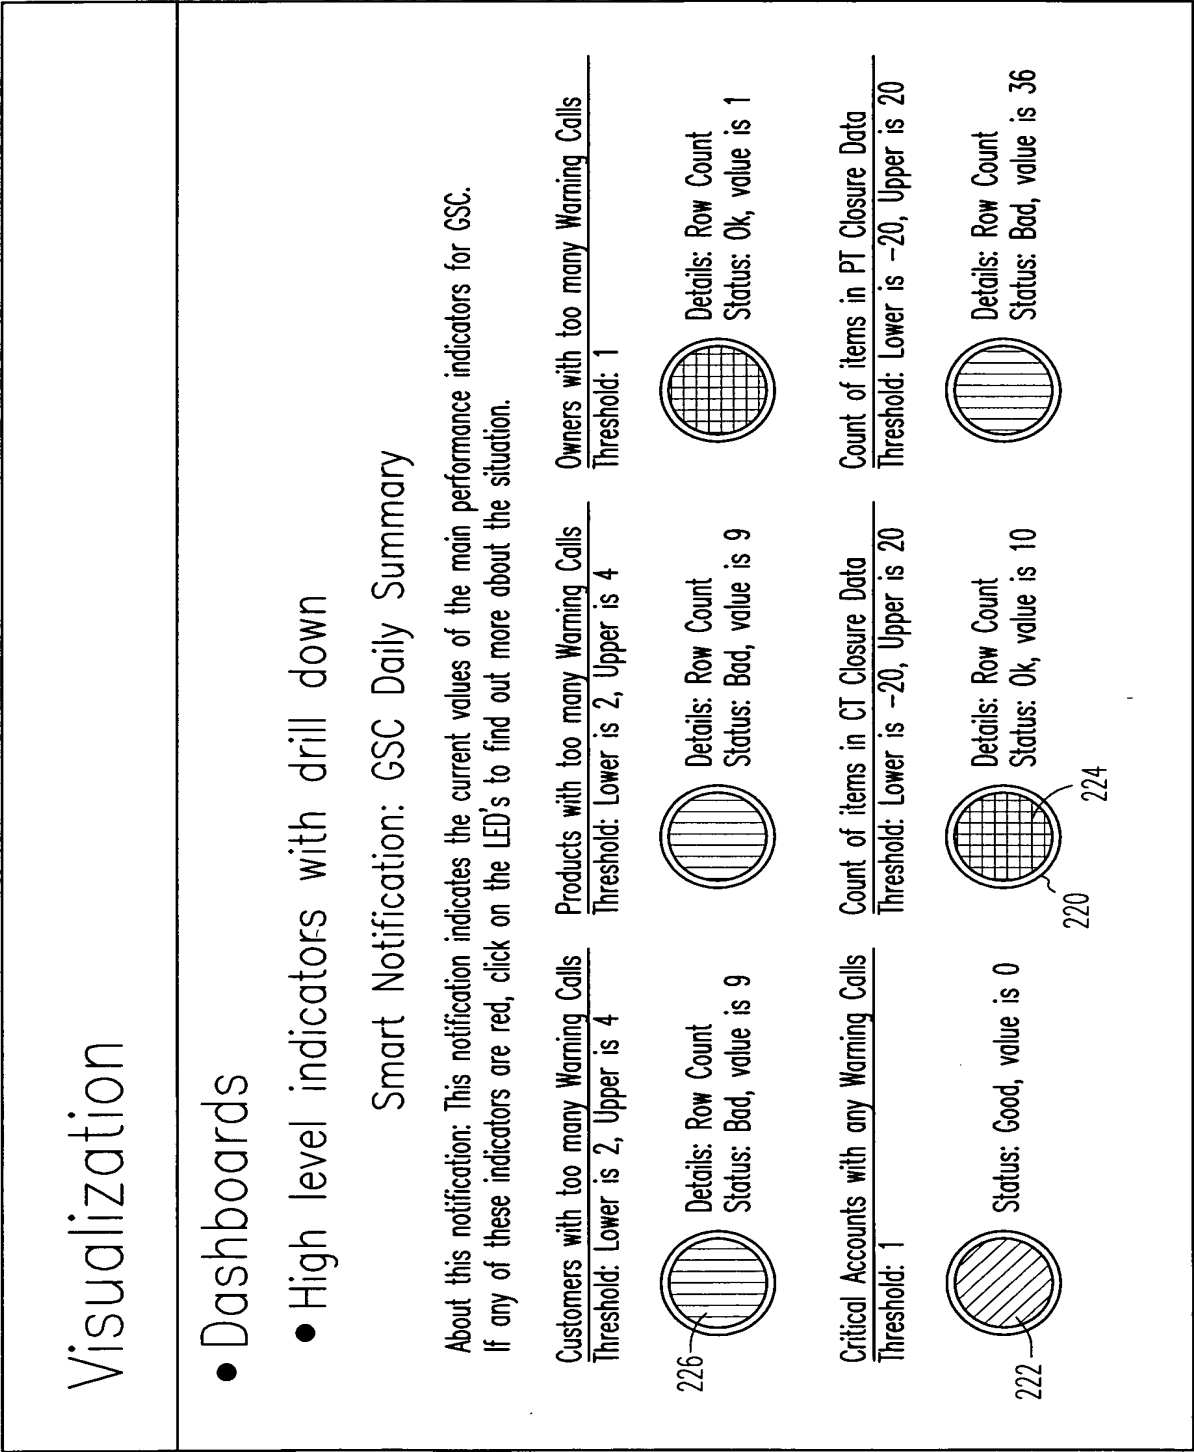 Visualization
• Dashboards
• High level indicators with drill down
Smart Notification: GSC Daily Summary
About this notification: This notification indicates the current values of the main performance indicators for GSC.
If any of these indicators are red, click on the LED's to find out more about the situation.
Customers with too many Warning Calls
Threshold: Lower is 2, Upper is 4
226
Details: Row Count
Status: Bad, value is 9
Products with too many Warning Calls
Threshold: Lower is 2, Upper is 4
Details: Row Count
Status: Bad, value is 9
Owners with too many Warning Calls
Threshold: 1
Details: Row Count
Status: Ok, value is 1
Critical Accounts with any Warning Calls
Threshold: 1
Status: Good, value is 0
222
Count of items in CT Closure Data
Threshold: Lower is -20, Upper is 20
Details: Row Count
Status: Ok, value is 10
220
224
Count of items in PT Closure Data
Threshold: Lower is -20, Upper is 20
Details: Row Count
Status: Bad, value is 36